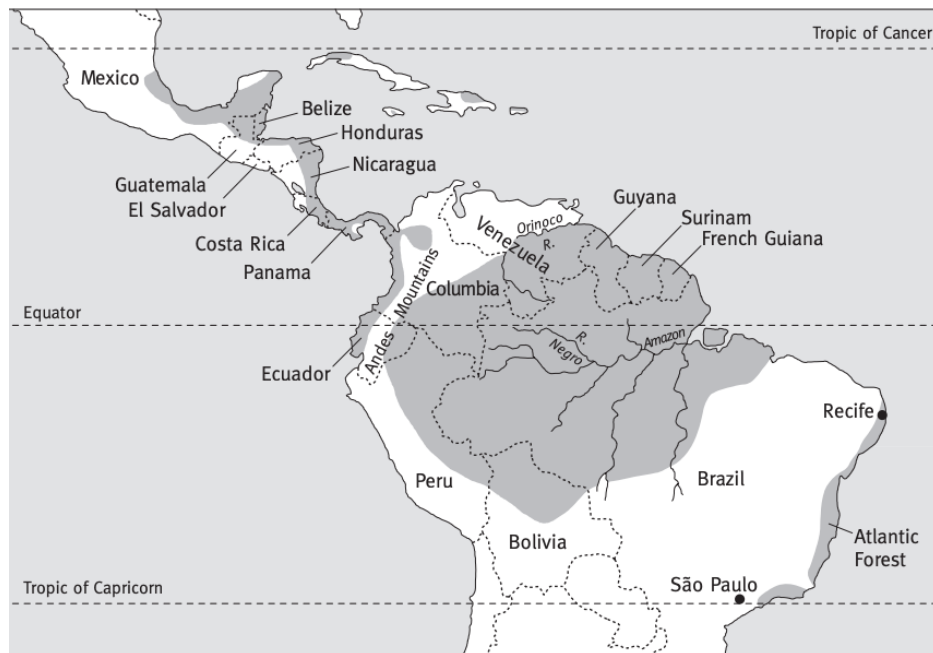 Tropic of Cancer
Mexico
Belize
Honduras
Nicaragua
Guatemala
El Salvador
Costa Rica
Panama
Guyana
Surinam
French Guiana
Orinoco
R.
Venezuela
Columbia
Andes Mountains
Equator
Ecuador
R.
Negro
Amazon
Recife
Peru
Brazil
Bolivia
Atlantic
Forest
Tropic of Capricorn
São Paulo